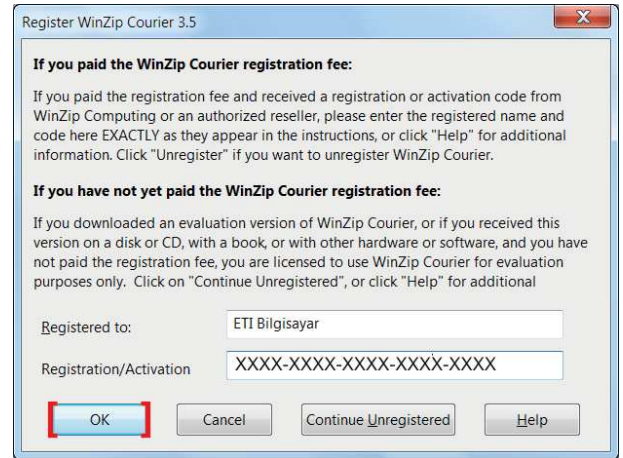 Register WinZip Courier 3.5
If you paid the WinZip Courier registration fee:
If you paid the registration fee and received a registration or activation code from
WinZip Computing or an authorized reseller, please enter the registered name and
code here EXACTLY as they appear in the instructions, or click "Help" for additional
information. Click "Unregister" if you want to unregister WinZip Courier.
If you have not yet paid the WinZip Courier registration fee:
If you downloaded an evaluation version of WinZip Courier, or if you received this
version on a disk or CD, with a book, or with other hardware or software, and you have
not paid the registration fee, you are licensed to use WinZip Courier for evaluation
purposes only. Click on "Continue Unregistered", or click "Help" for additional
Registered to: ETI Bilgisayar
Registration/Activation XXXX-XXXX-XXXX-XXXX-XXXX
OK Cancel Continue Unregistered Help